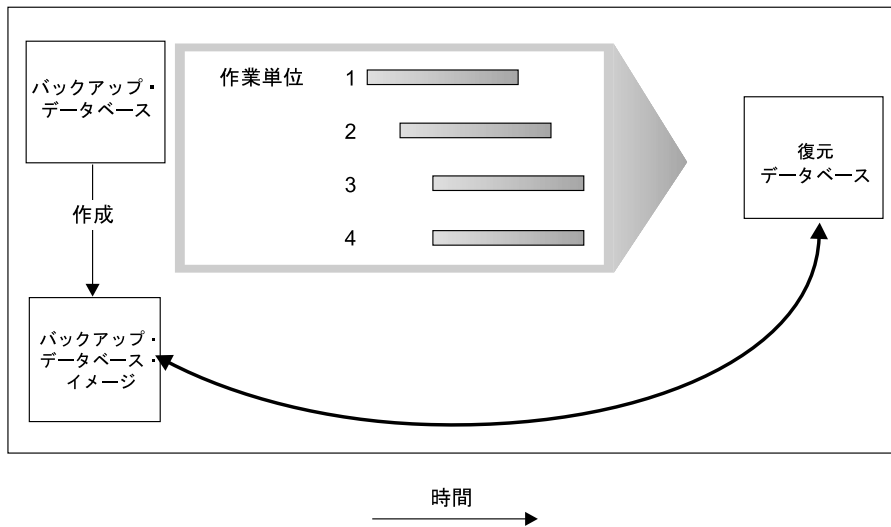 バックアップ・
データベース
作業単位
1
2
3
4
復元
データベース
作成
バックアップ・
データベース・
イメージ
時間